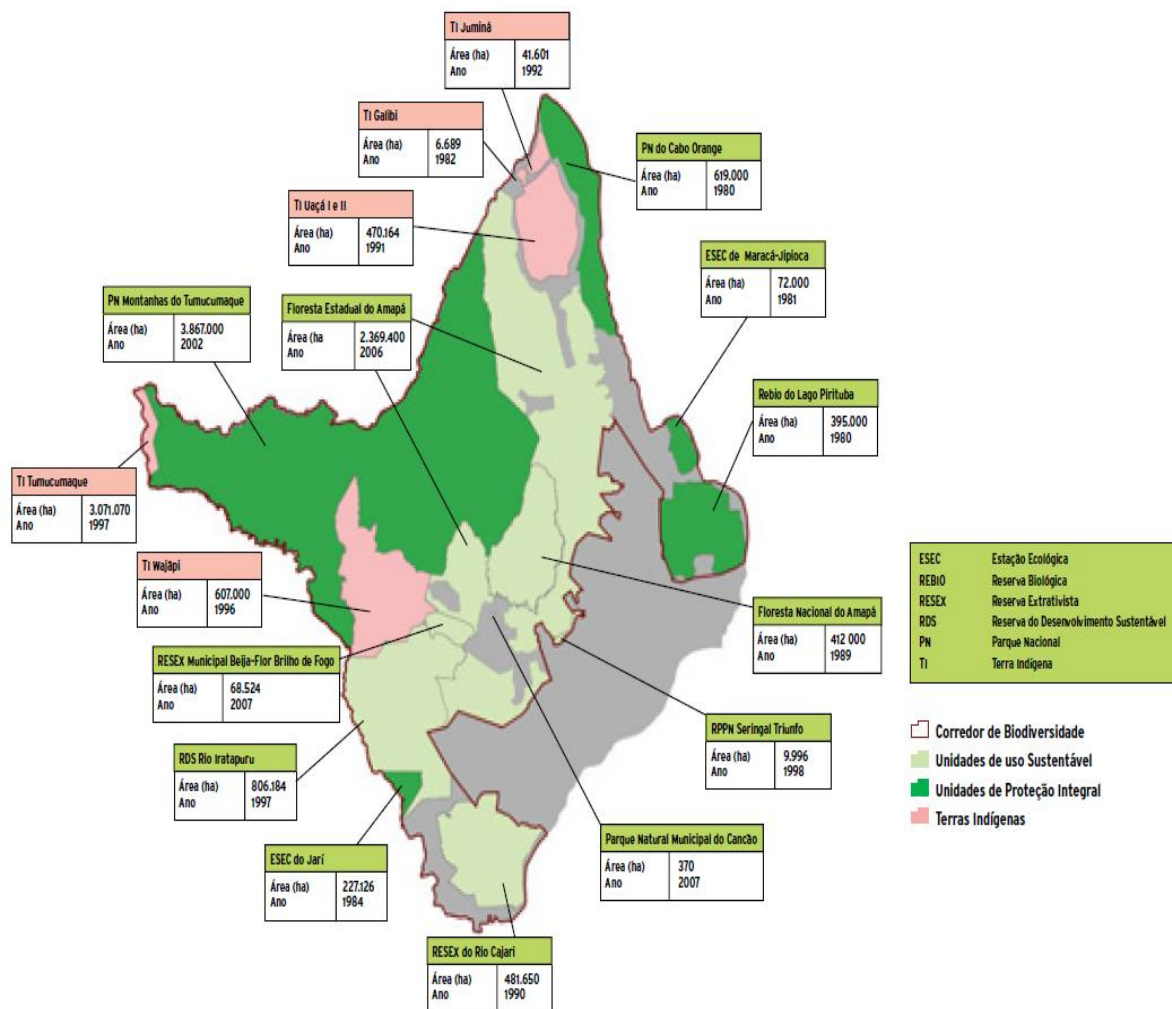 TI Juminá
Área (ha) 41.601
Ano 1992
TI Galibi
Área (ha) 6.689
Ano 1982
PN do Cabo Orange
Área (ha) 619.000
Ano 1980
TI Uaçá I e II
Área (ha) 470.164
Ano 1991
ESEC de Maracá-Jipioca
Área (ha) 72.000
Ano 1981
PN Montanhas do Tumucumaque
Área (ha) 3.867.000
Ano 2002
Floresta Estadual do Amapá
Área (ha 2.369.400
Ano 2006
Rebio do Lago Pirituba
Área (ha) 395.000
Ano 1980
TI Tumucumaque
Área (ha) 3.071.070
Ano 1997
TI Wajãpi
Área (ha) 607.000
Ano 1996
Floresta Nacional do Amapá
Área (ha) 412 000
Ano 1989
RESEX Municipal Beija-Flor Brilho de Fogo
Área (ha) 68.524
Ano 2007
RPPN Seringal Triunfo
Área (ha) 9.996
Ano 1998
RDS Rio Iratapuru
Área (ha) 806.184
Ano 1997
Parque Natural Municipal do Cancão
Área (ha) 370
Ano 2007
ESEC do Jarí
Área (ha) 227.126
Ano 1984
RESEX do Rio Cajari
Área (ha) 481.650
Ano 1990
ESEC Estação Ecológica
REBIO Reserva Biológica
RESEX Reserva Extrativista
RDS Reserva do Desenvolvimento Sustentável
PN Parque Nacional
TI Terra Indígena
Corredor de Biodiversidade
Unidades de uso Sustentável
Unidades de Proteção Integral
Terras Indígenas